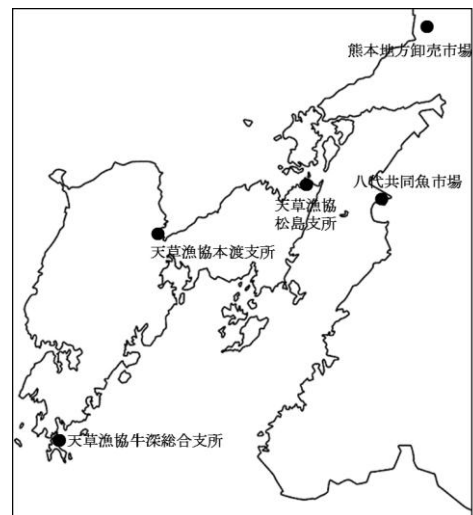 熊本地方卸売市場
八代共同魚市場
天草漁協
松島支所
天草漁協本渡支所
天草漁協牛深総合支所